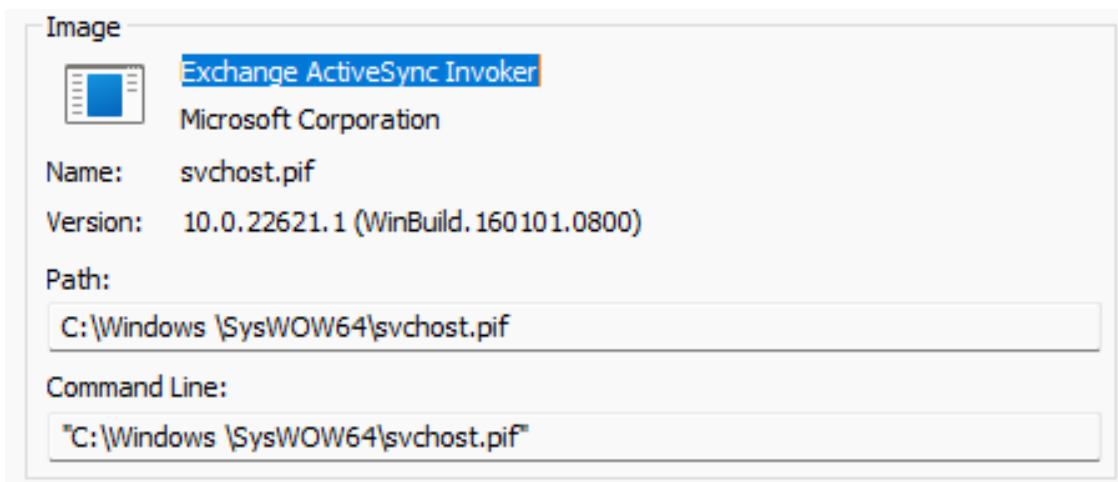 Image
Exchange ActiveSync Invoker
Microsoft Corporation
Name: svchost.pif
Version: 10.0.22621.1 (WinBuild.160101.0800)
Path:
C:\Windows \SysWOW64\svchost.pif
Command Line:
"C:\Windows \SysWOW64\svchost.pif"